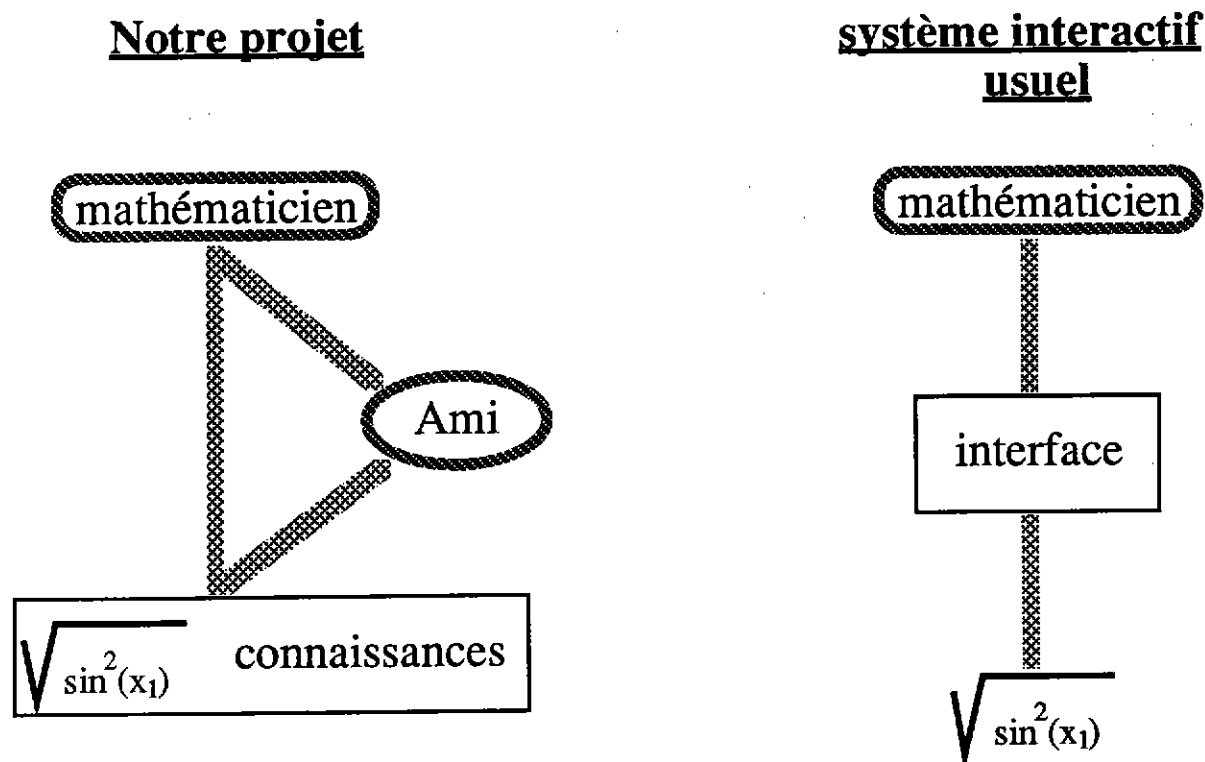 Notre projet
mathématicien
Ami
√sin²(x₁) connaissances
système interactif
usuel
mathématicien
interface
√sin²(x₁)